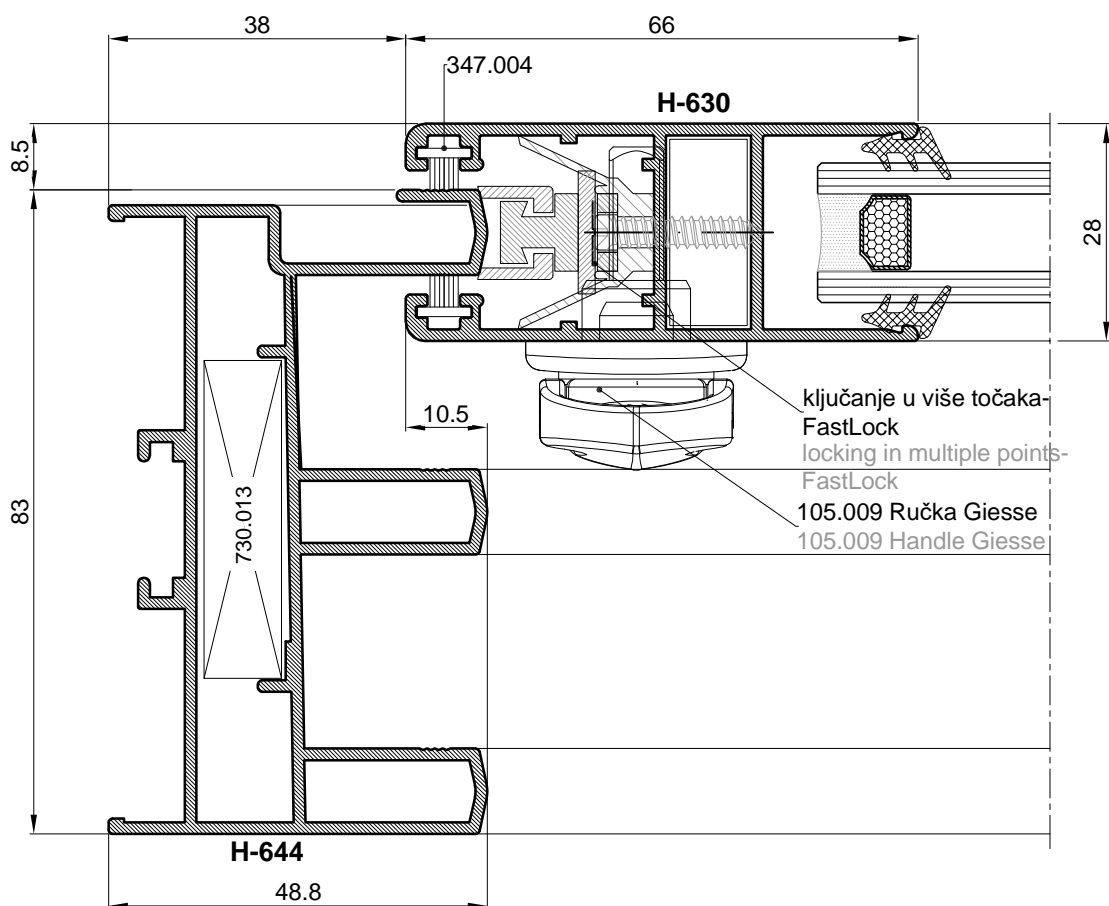 38
66
347.004
H-630
8.5
28
10.5
ključanje u više točaka-
FastLock
locking in multiple points-
FastLock
83
730.013
105.009 Ručka Giesse
105.009 Handle Giesse
H-644
48.8